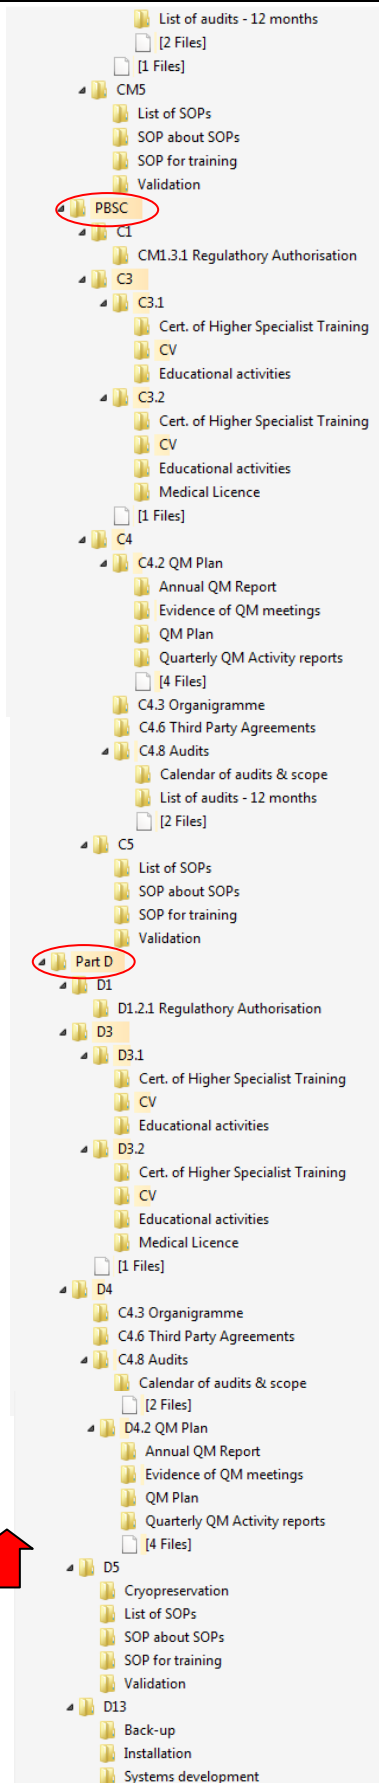 List of audits - 12 months
[2 Files]
[1 Files]
CM5
List of SOPs
SOP about SOPs
SOP for training
Validation
PBSC
C1
CM1.3.1 Regulathory Authorisation
C3
C3.1
Cert. of Higher Specialist Training
CV
Educational activities
C3.2
Cert. of Higher Specialist Training
CV
Educational activities
Medical Licence
[1 Files]
C4
C4.2 QM Plan
Annual QM Report
Evidence of QM meetings
QM Plan
Quarterly QM Activity reports
[4 Files]
C4.3 Organigramme
C4.6 Third Party Agreements
C4.8 Audits
Calendar of audits & scope
List of audits - 12 months
[2 Files]
C5
List of SOPs
SOP about SOPs
SOP for training
Validation
Part D
D1
D1.2.1 Regulathory Authorisation
D3
D3.1
Cert. of Higher Specialist Training
CV
Educational activities
D3.2
Cert. of Higher Specialist Training
CV
Educational activities
Medical Licence
[1 Files]
D4
C4.3 Organigramme
C4.6 Third Party Agreements
C4.8 Audits
Calendar of audits & scope
[2 Files]
D4.2 QM Plan
Annual QM Report
Evidence of QM meetings
QM Plan
Quarterly QM Activity reports
[4 Files]
D5
Cryopreservation
List of SOPs
SOP about SOPs
SOP for training
Validation
D13
Back-up
Installation
Systems development